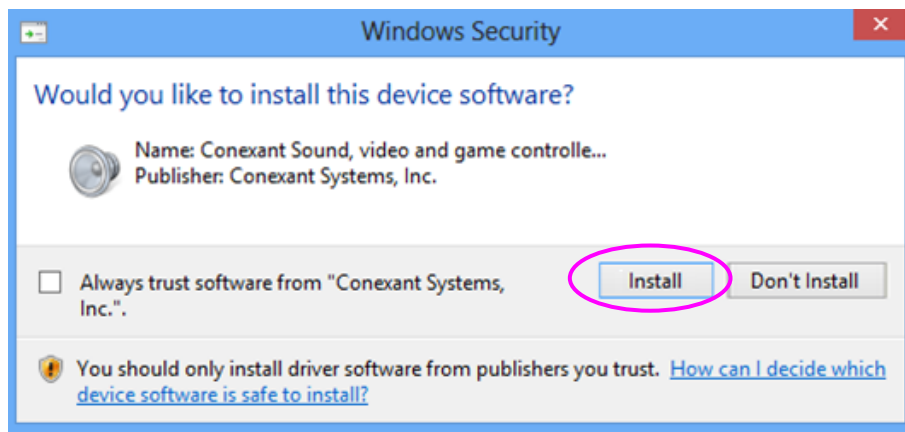 Windows Security
Would you like to install this device software?
Name: Conexant Sound, video and game controlle...
Publisher: Conexant Systems, Inc.
Always trust software from "Conexant Systems,
Inc.".
Install
Don't Install
You should only install driver software from publishers you trust. How can I decide which
device software is safe to install?